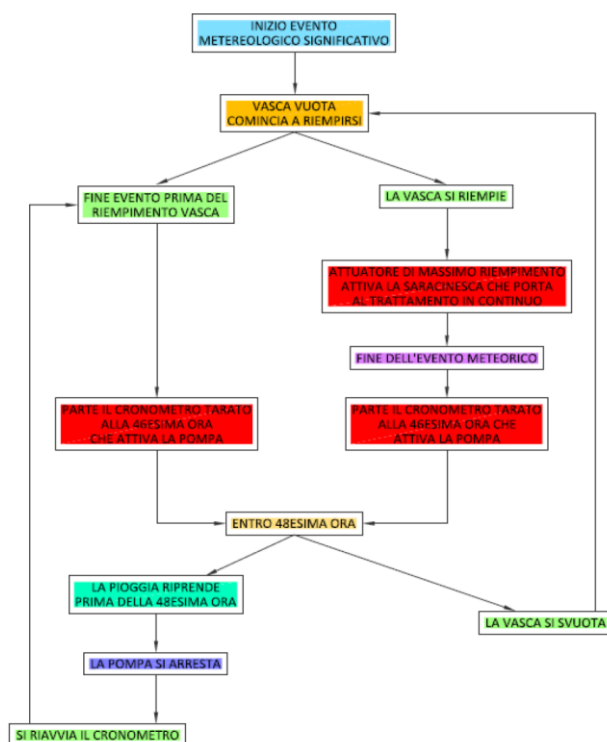 INIZIO EVENTO
METEREOLOGICO SIGNIFICATIVO
VASCA VUOTA
COMINCIA A RIEMPIRSI
FINE EVENTO PRIMA DEL
RIEMPIMENTO VASCA
LA VASCA SI RIEMPIE
ATTUATORE DI MASSIMO RIEMPIMENTO
ATTIVA LA SARACINESCA CHE PORTA
AL TRATTAMENTO IN CONTINUO
FINE DELL'EVENTO METEORICO
PARTE IL CRONOMETRO TARATO
ALLA 46ESIMA ORA
CHE ATTIVA LA POMPA
PARTE IL CRONOMETRO TARATO
ALLA 46ESIMA ORA CHE
ATTIVA LA POMPA
ENTRO 48ESIMA ORA
LA PIOGGIA RIPRENDE
PRIMA DELLA 48ESIMA ORA
LA VASCA SI SVUOTA
LA POMPA SI ARRESTA
SI RIAVVIA IL CRONOMETRO